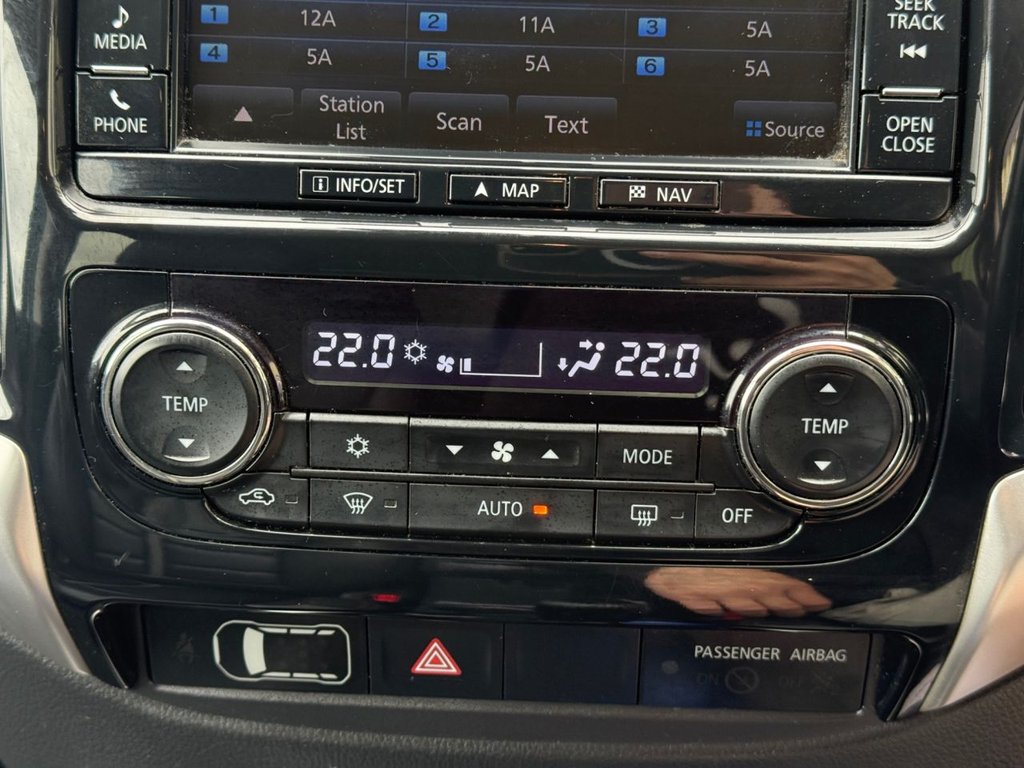 SEEK
TRACK
MEDIA
1 12A 2 11A 3 5A
4 5A 5 5A 6 5A
PHONE
Station
List
Scan
Text
Source
OPEN
CLOSE
INFO/SET
MAP
NAV
22.0
22.0
TEMP
TEMP
MODE
AUTO
OFF
PASSENGER AIRBAG
ON
OFF